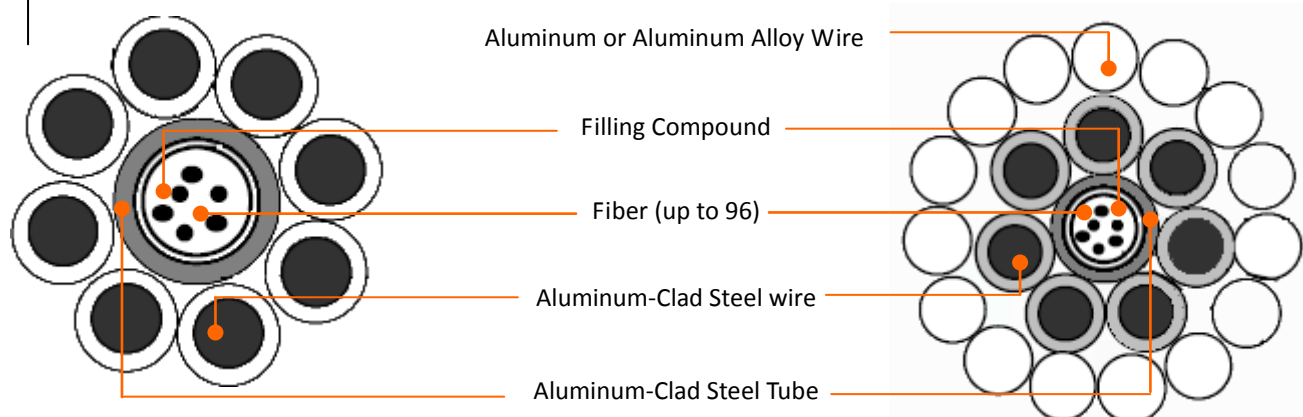 Aluminum or Aluminum Alloy Wire
Filling Compound
Fiber (up to 96)
Aluminum-Clad Steel wire
Aluminum-Clad Steel Tube